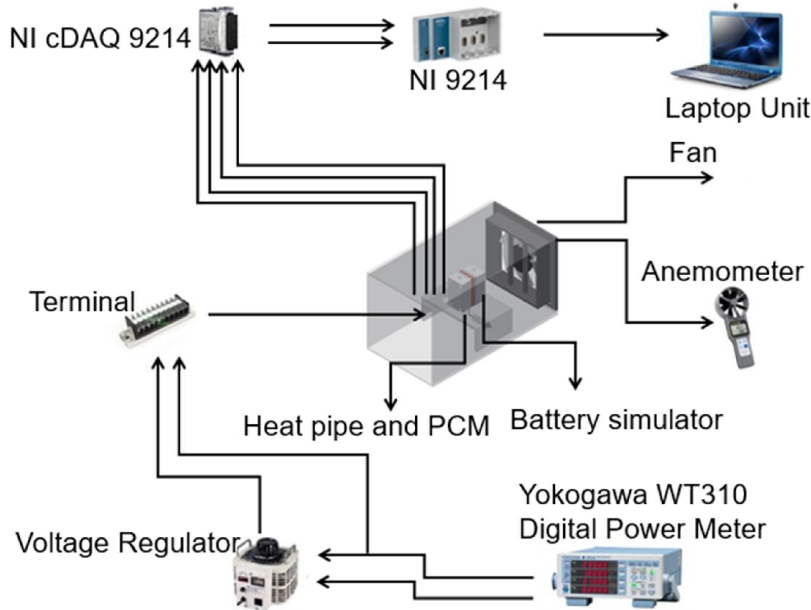 NI cDAQ 9214
NI 9214
Laptop Unit
Fan
Anemometer
Terminal
Heat pipe and PCM
Battery simulator
Yokogawa WT310
Digital Power Meter
Voltage Regulator